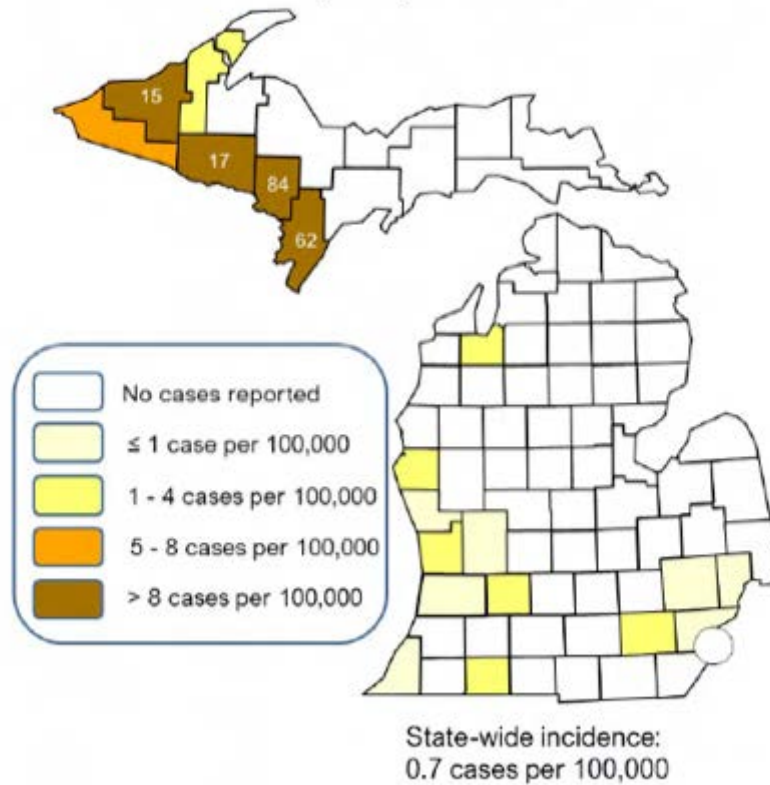 15
17
84
62
No cases reported
≤ 1 case per 100,000
1 - 4 cases per 100,000
5 - 8 cases per 100,000
> 8 cases per 100,000
State-wide incidence:
0.7 cases per 100,000